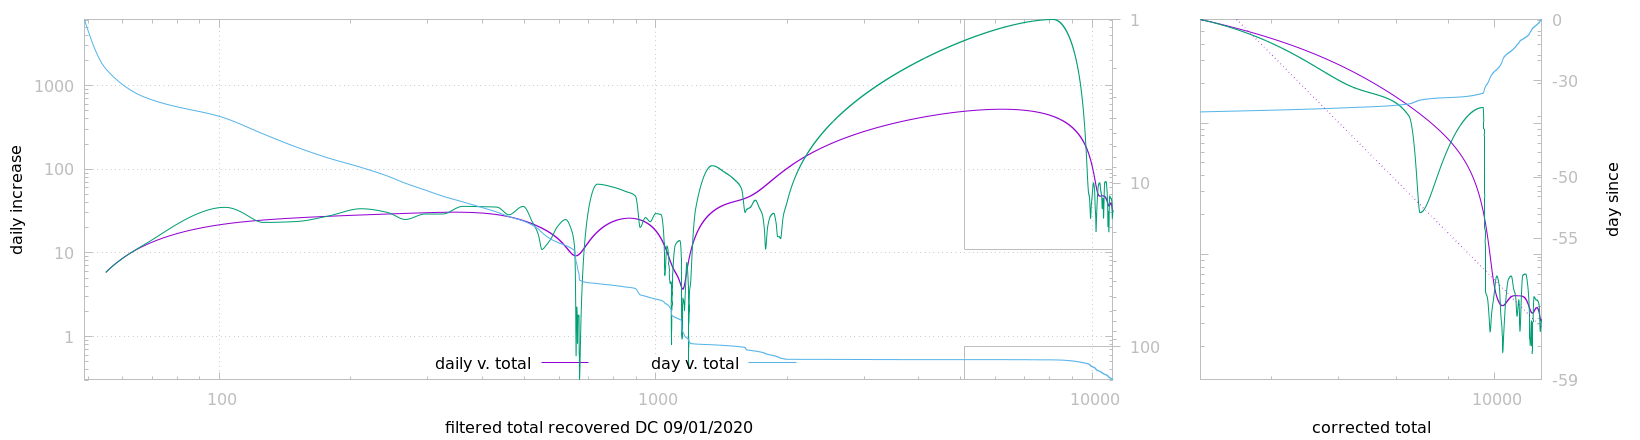 daily increase
1000
100
10
1
100
1000
10000
1
10
100
daily v. total
day v. total
filtered total recovered DC 09/01/2020
0
-30
-50
-55
-59
10000
day since
corrected total